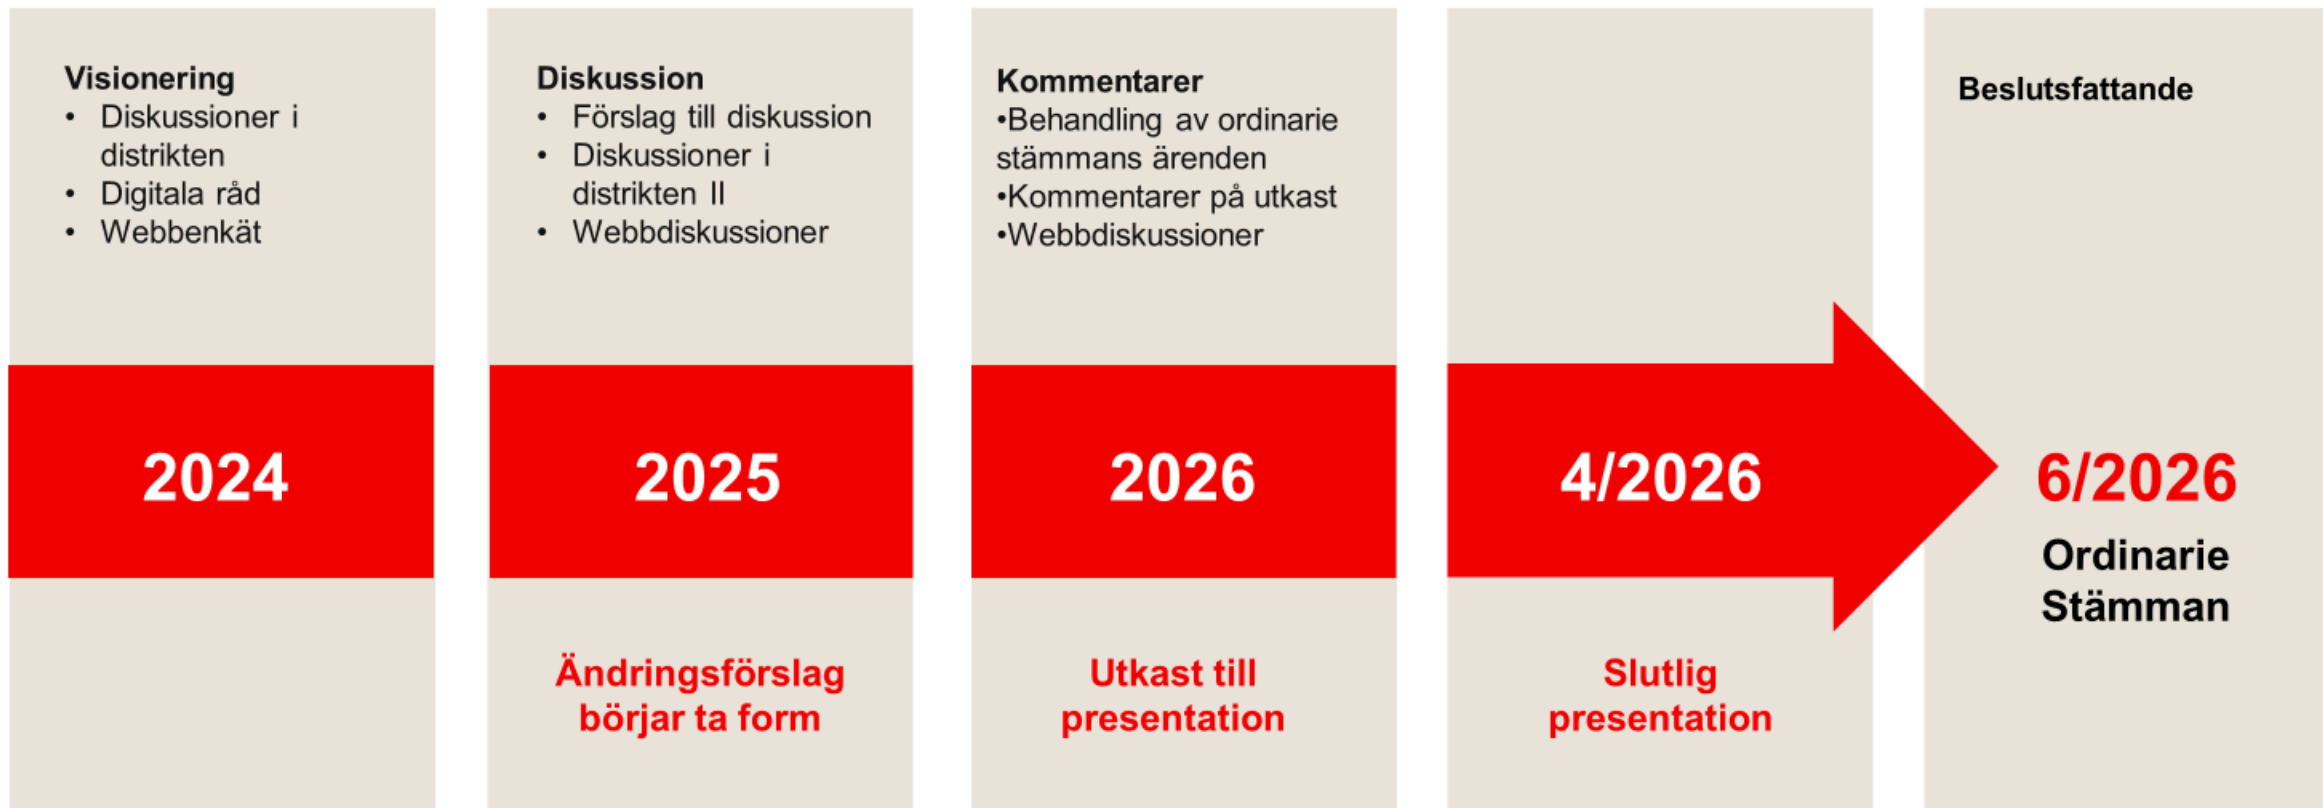 Visionering
• Diskussioner i
distrikten
• Digitala råd
• Webbenkät
2024
Diskussion
• Förslag till diskussion
• Diskussioner i
distrikten II
• Webbdiskussioner
2025
Ändringsförslag
börjar ta form
Kommentarer
•Behandling av ordinarie
stämmans ärenden
•Kommentarer på utkast
•Webbdiskussioner
2026
Utkast till
presentation
4/2026
Slutlig
presentation
Beslutsfattande
6/2026
Ordinarie
Stämman